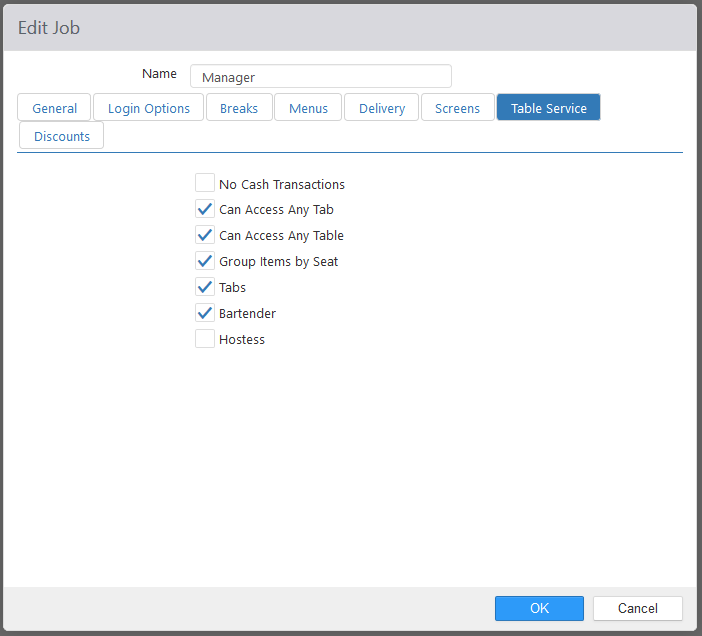 Edit Job
Name Manager
General Login Options Breaks Menus Delivery Screens Table Service
Discounts
No Cash Transactions
Can Access Any Tab
Can Access Any Table
Group Items by Seat
Tabs
Bartender
Hostess
OK Cancel